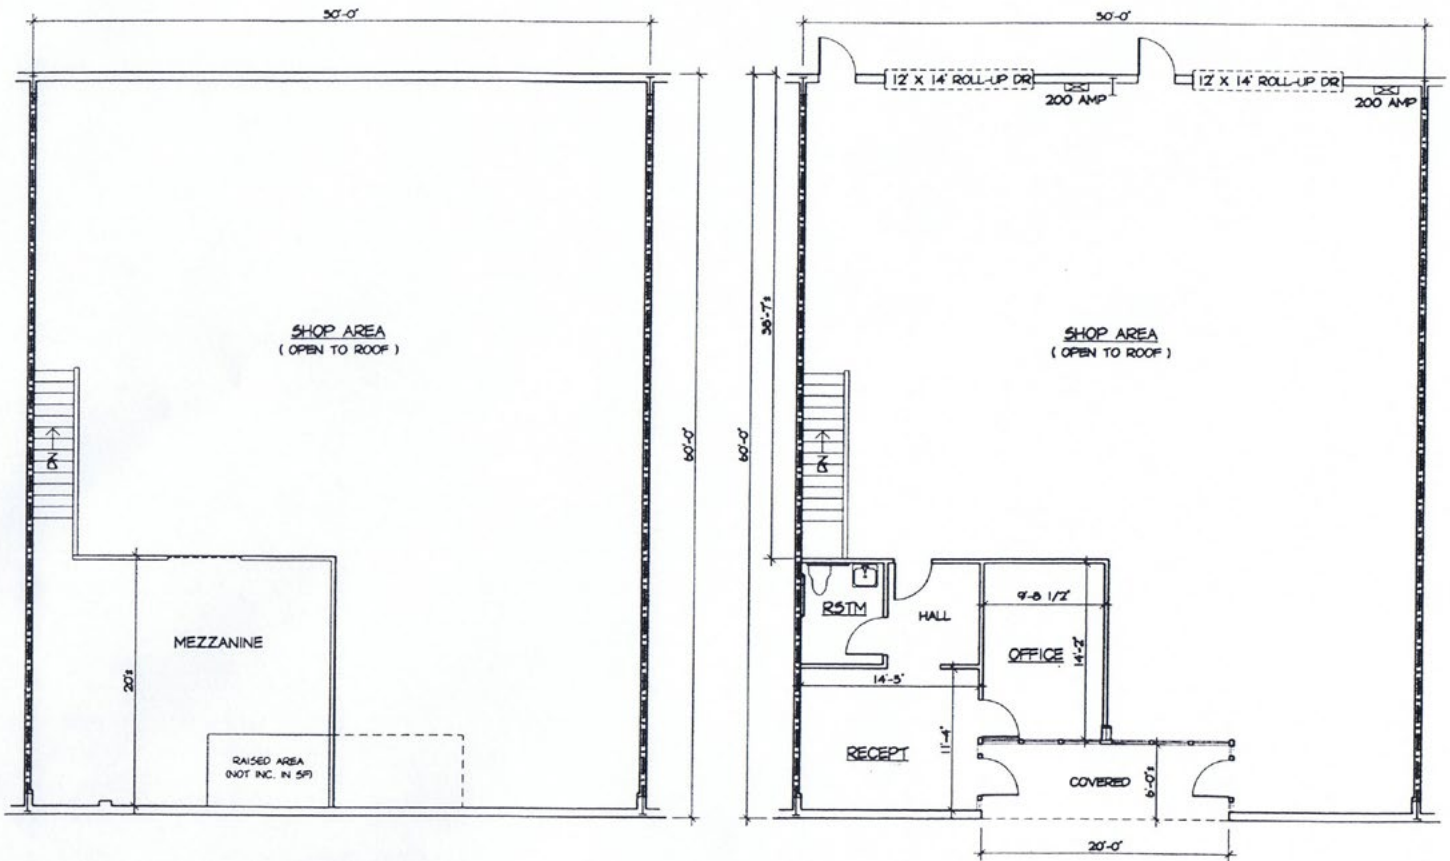 50'-0"
50'-0"
12' X 14' ROLL-UP DR
12' X 14' ROLL-UP DR
200 AMP
200 AMP
SHOP AREA
( OPEN TO ROOF )
38'-7"±
SHOP AREA
( OPEN TO ROOF )
60'-0"
60'-0"
DN
DN
9'-8 1/2"
RSTM
HALL
MEZZANINE
OFFICE
14'-2"
20'±
14'-5"
RECEPT
11'-4"
RAISED AREA
(NOT INC. IN SF)
COVERED
6'-0"±
20'-0"